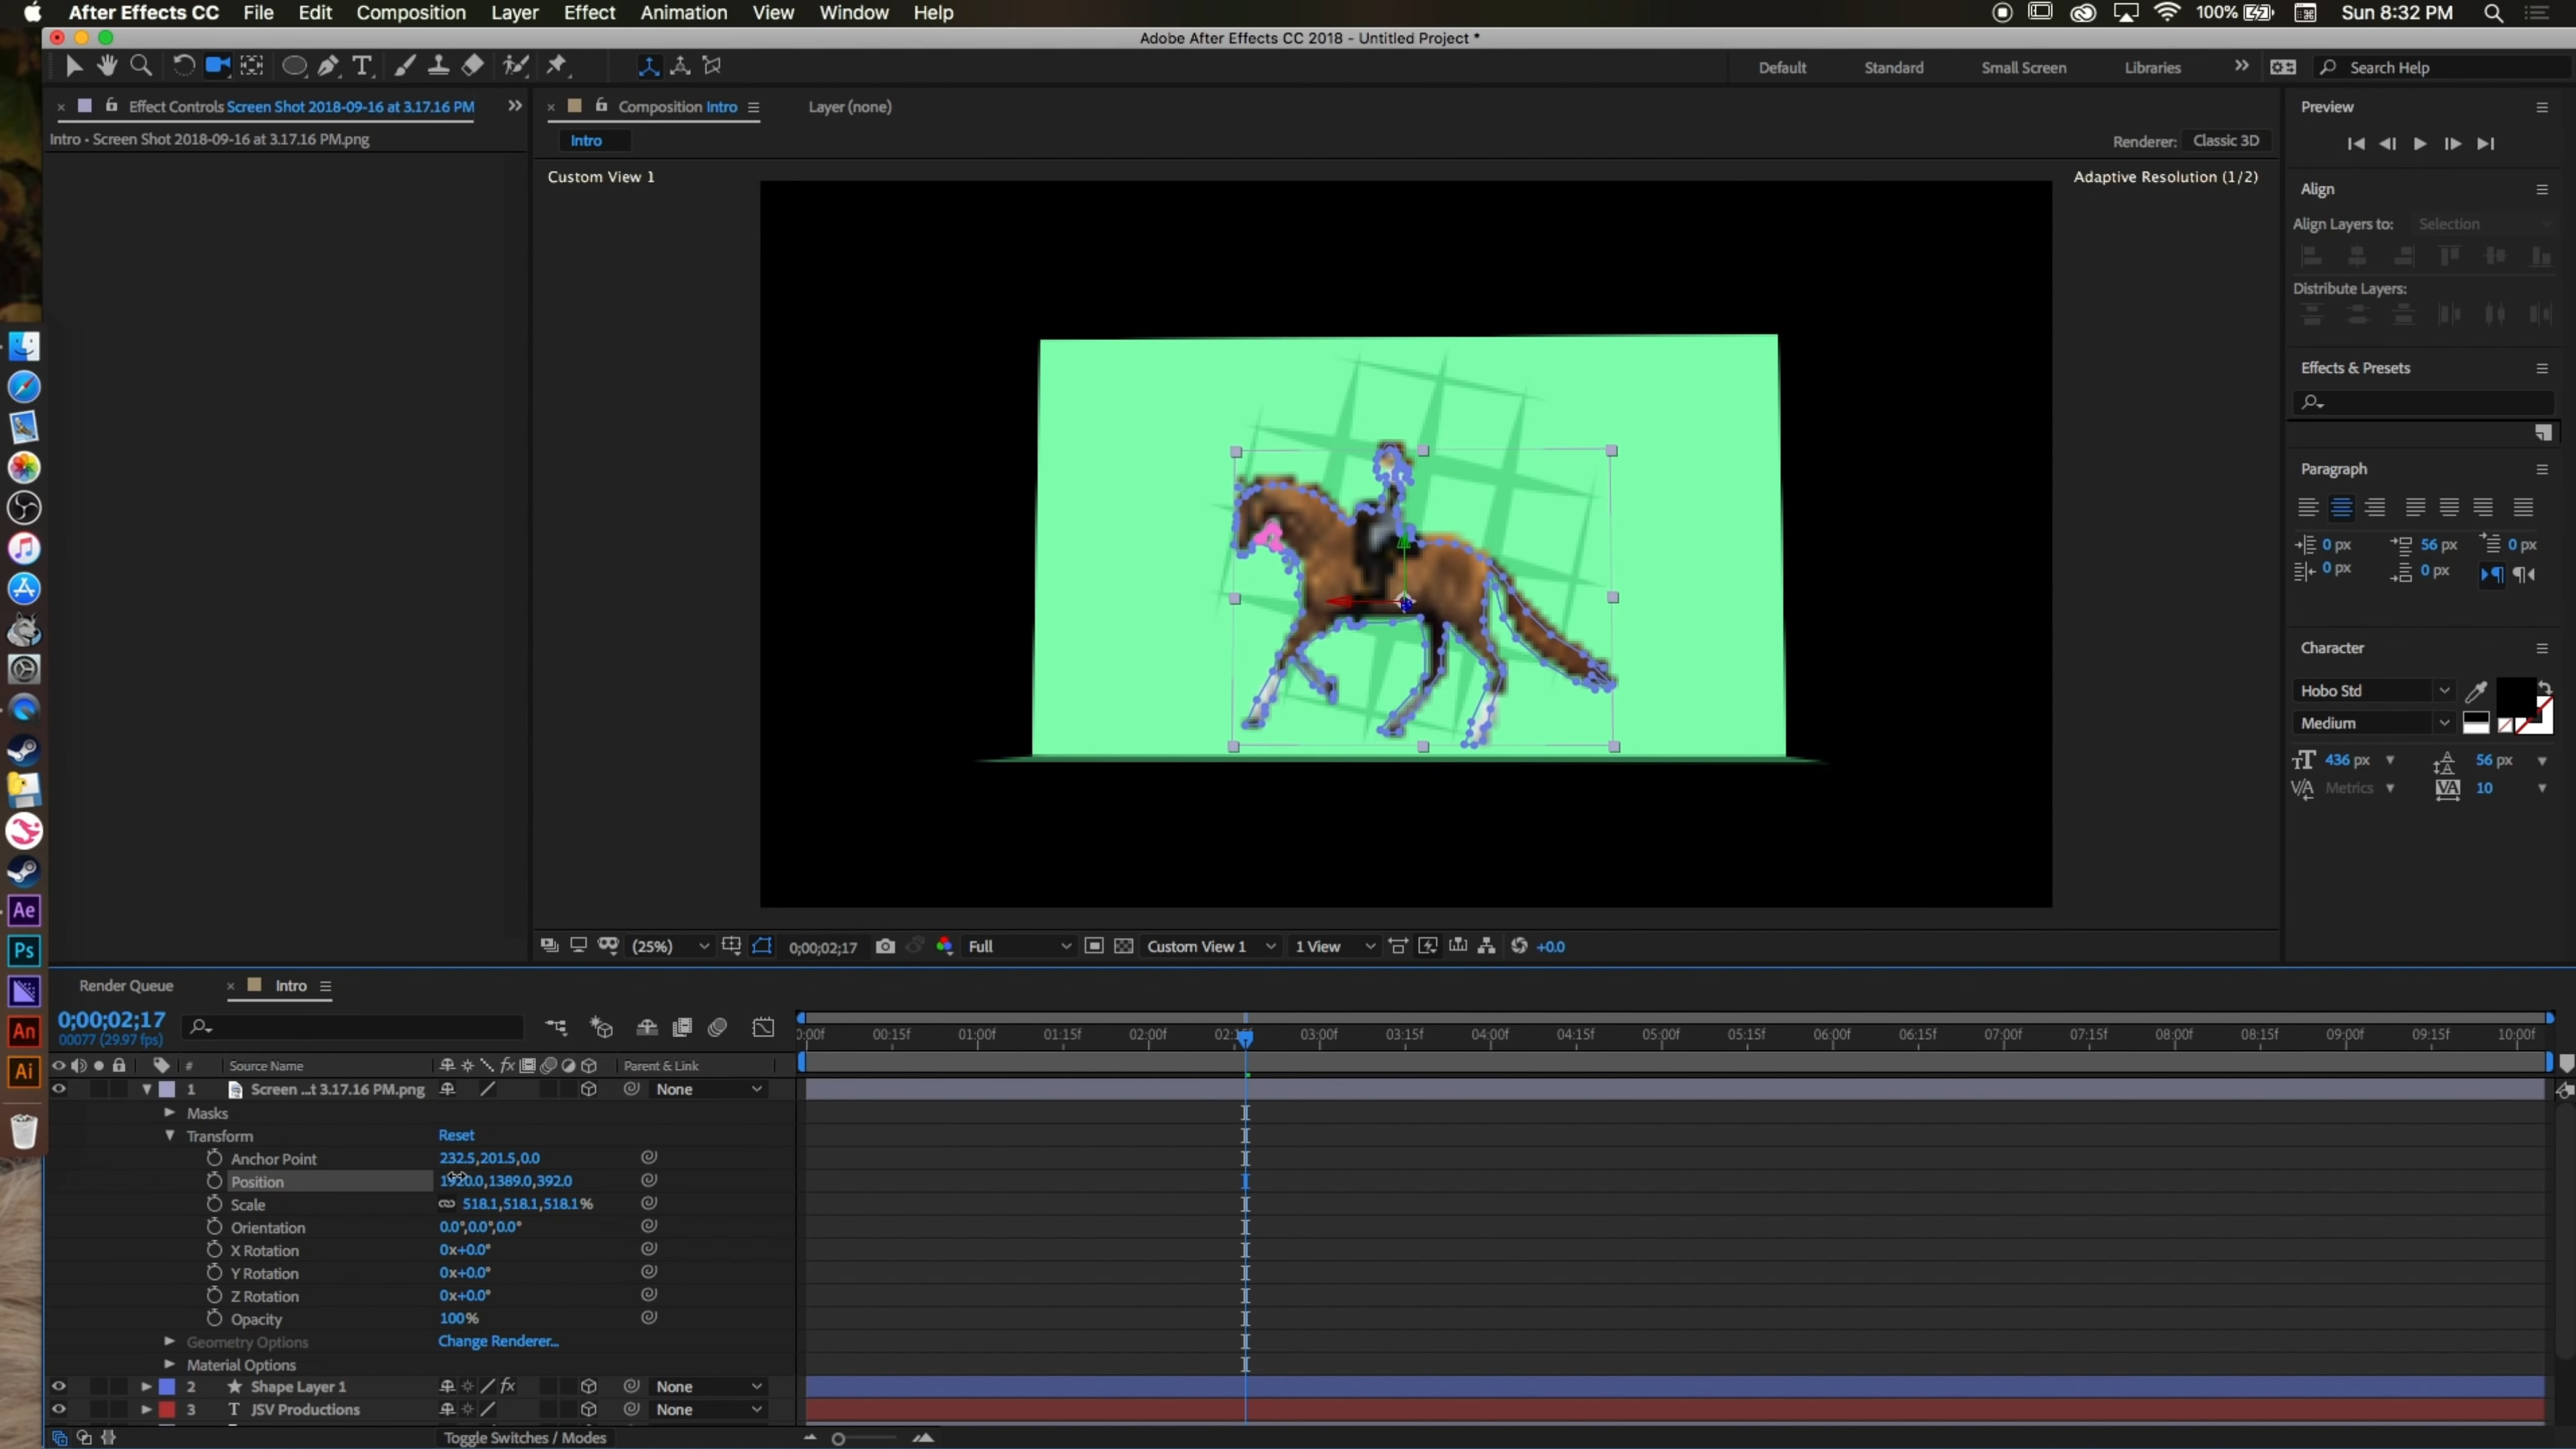 After Effects CC File Edit Composition Layer Effect Animation View Window Help 100% Sun 8:32 PM
Adobe After Effects CC 2018 - Untitled Project *
T Default Standard Small Screen Libraries Search Help
Effect Controls Screen Shot 2018-09-16 at 3.17.16 PM
Composition Intro
Layer (none)
Intro • Screen Shot 2018-09-16 at 3.17.16 PM.png
Intro
Renderer: Classic 3D
Custom View 1
Adaptive Resolution (1/2)
(25%) 0;00;02;17 Full Custom View 1 1 View +0.0
Preview
Align
Align Layers to: Selection
Distribute Layers:
Effects & Presets
Paragraph
0 px 56 px 0 px
0 px 0 px
Character
Hobo Std
Medium
436 px 56 px
Metrics 10
Ae
Ps
An
Ai
Render Queue Intro
0;00;02;17
00077 (29.97 fps)
:00f 00:15f 01:00f 01:15f 02:00f 02:15f 03:00f 03:15f 04:00f 04:15f 05:00f 05:15f 06:00f 06:15f 07:00f 07:15f 08:00f 08:15f 09:00f 09:15f 10:00f
# Source Name fx Parent & Link
1 Screen ...t 3.17.16 PM.png None
Masks
Transform Reset
Anchor Point 232.5,201.5,0.0
Position 1920.0,1389.0,392.0
Scale 518.1,518.1,518.1%
Orientation 0.0°,0.0°,0.0°
X Rotation 0x+0.0°
Y Rotation 0x+0.0°
Z Rotation 0x+0.0°
Opacity 100%
Geometry Options Change Renderer...
Material Options
2 Shape Layer 1 fx None
3 T JSV Productions None
Toggle Switches / Modes